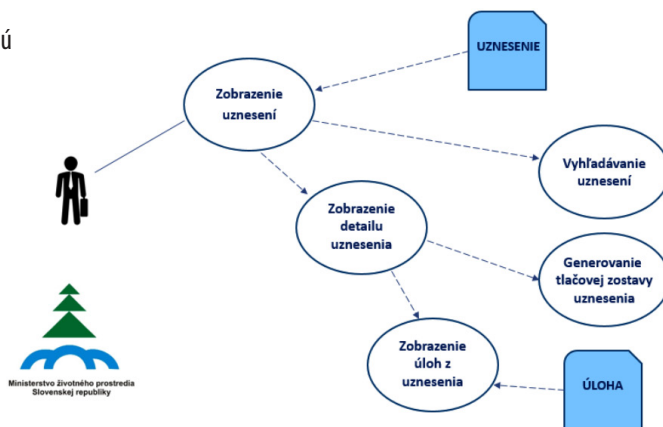 ú
UZNESENIE
Zobrazenie
uznesení
Vyhľadávanie
uznesení
Zobrazenie
detailu
uznesenia
Generovanie
tlačovej zostavy
uznesenia
Zobrazenie
úloh z
uznesenia
ÚLOHA
Ministerstvo životného prostredia
Slovenskej republiky